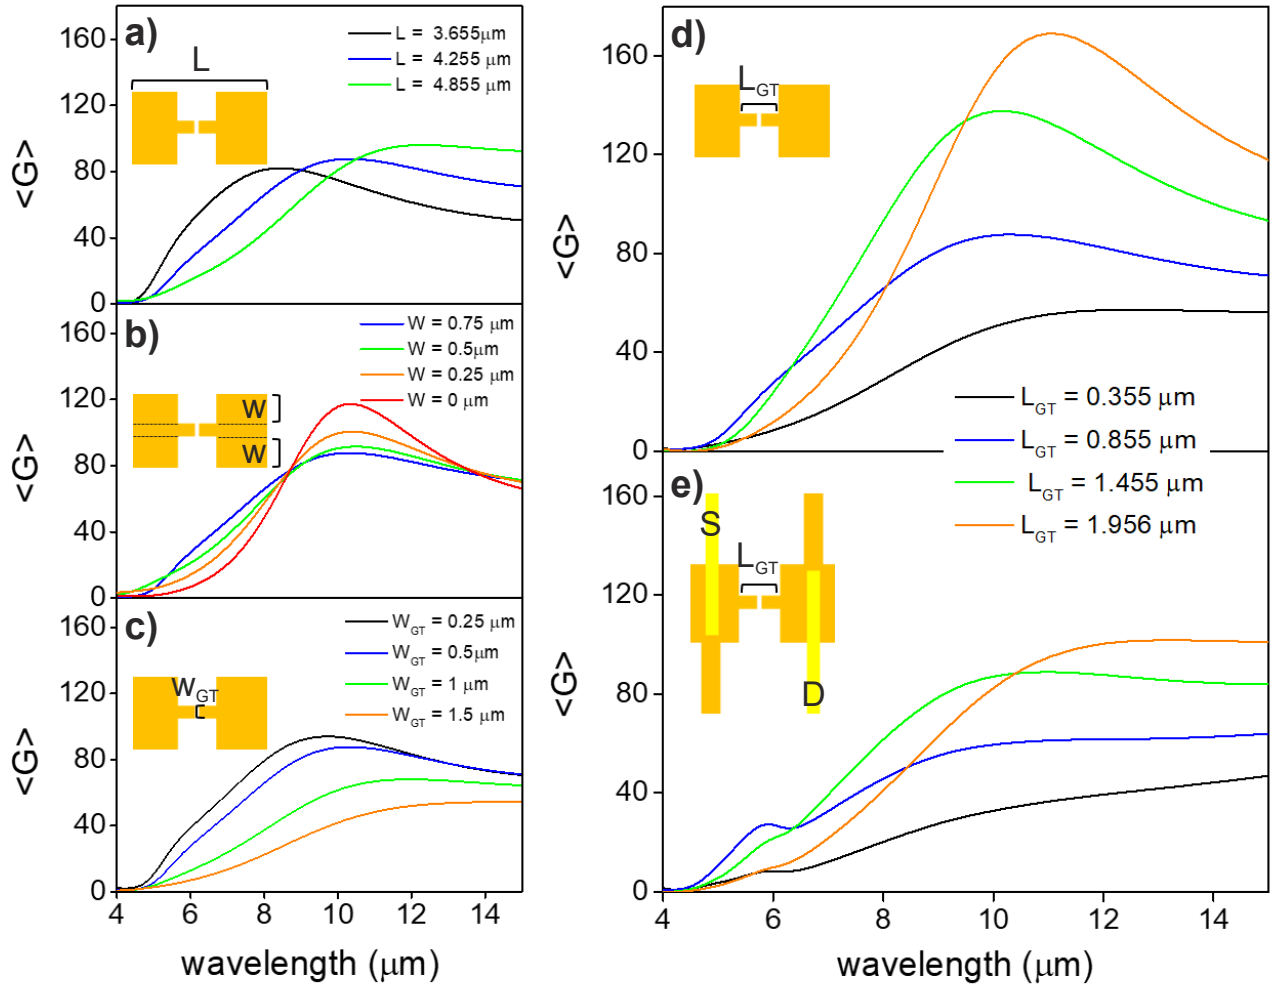 a)
L
L = 3.655μm
L = 4.255 μm
L = 4.855 μm
160
120
80
40
0
<G>
b)
W
W
W = 0.75 μm
W = 0.5μm
W = 0.25 μm
W = 0 μm
160
120
80
40
0
<G>
c)
W_GT
W_GT = 0.25 μm
W_GT = 0.5μm
W_GT = 1 μm
W_GT = 1.5 μm
160
120
80
40
0
<G>
4 6 8 10 12 14
wavelength (μm)
d)
L_GT
160
120
80
40
0
<G>
L_GT = 0.355 μm
L_GT = 0.855 μm
L_GT = 1.455 μm
L_GT = 1.956 μm
e)
S
L_GT
D
160
120
80
40
0
<G>
4 6 8 10 12 14
wavelength (μm)